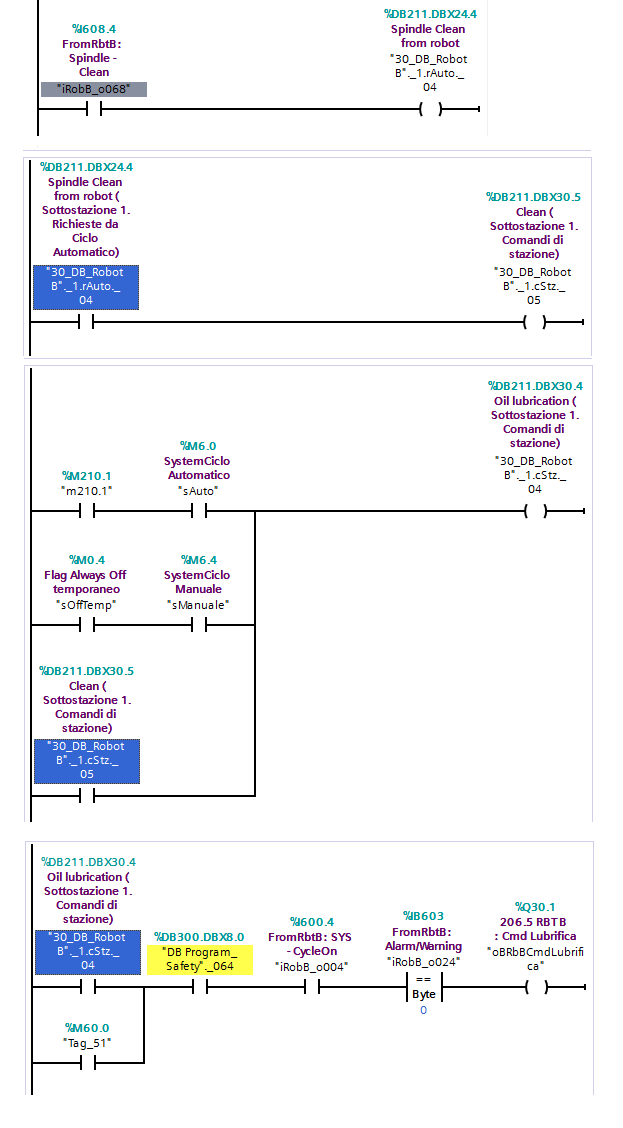 %I608.4
FromRbtB:
Spindle -
Clean
"iRobB_o068"
%DB211.DBX24.4
Spindle Clean
from robot
"30_DB_Robot
B"._1.rAuto._
04
%DB211.DBX24.4
Spindle Clean
from robot (
Sottostazione 1.
Richieste da
Ciclo
Automatico)
"30_DB_Robot
B"._1.rAuto._
04
%DB211.DBX30.5
Clean (
Sottostazione 1.
Comandi di
stazione)
"30_DB_Robot
B"._1.cStz._
05
%DB211.DBX30.4
Oil lubrication (
Sottostazione 1.
Comandi di
stazione)
"30_DB_Robot
B"._1.cStz._
04
%M210.1
"m210.1"
%M6.0
SystemCiclo
Automatico
"sAuto"
%M0.4
Flag Always Off
temporaneo
"sOffTemp"
%M6.4
SystemCiclo
Manuale
"sManuale"
%DB211.DBX30.5
Clean (
Sottostazione 1.
Comandi di
stazione)
"30_DB_Robot
B"._1.cStz._
05
%DB211.DBX30.4
Oil lubrication (
Sottostazione 1.
Comandi di
stazione)
"30_DB_Robot
B"._1.cStz._
04
%DB300.DBX8.0
"DB Program_
Safety"._064
%I600.4
FromRbtB: SYS
- CycleOn
"iRobB_o004"
%IB603
FromRbtB:
Alarm/Warning
"iRobB_o024"
==
Byte
0
%Q30.1
206.5 RBTB
: Cmd Lubrifica
"oBRbBCmdLubrifi
ca"
%M60.0
"Tag_51"